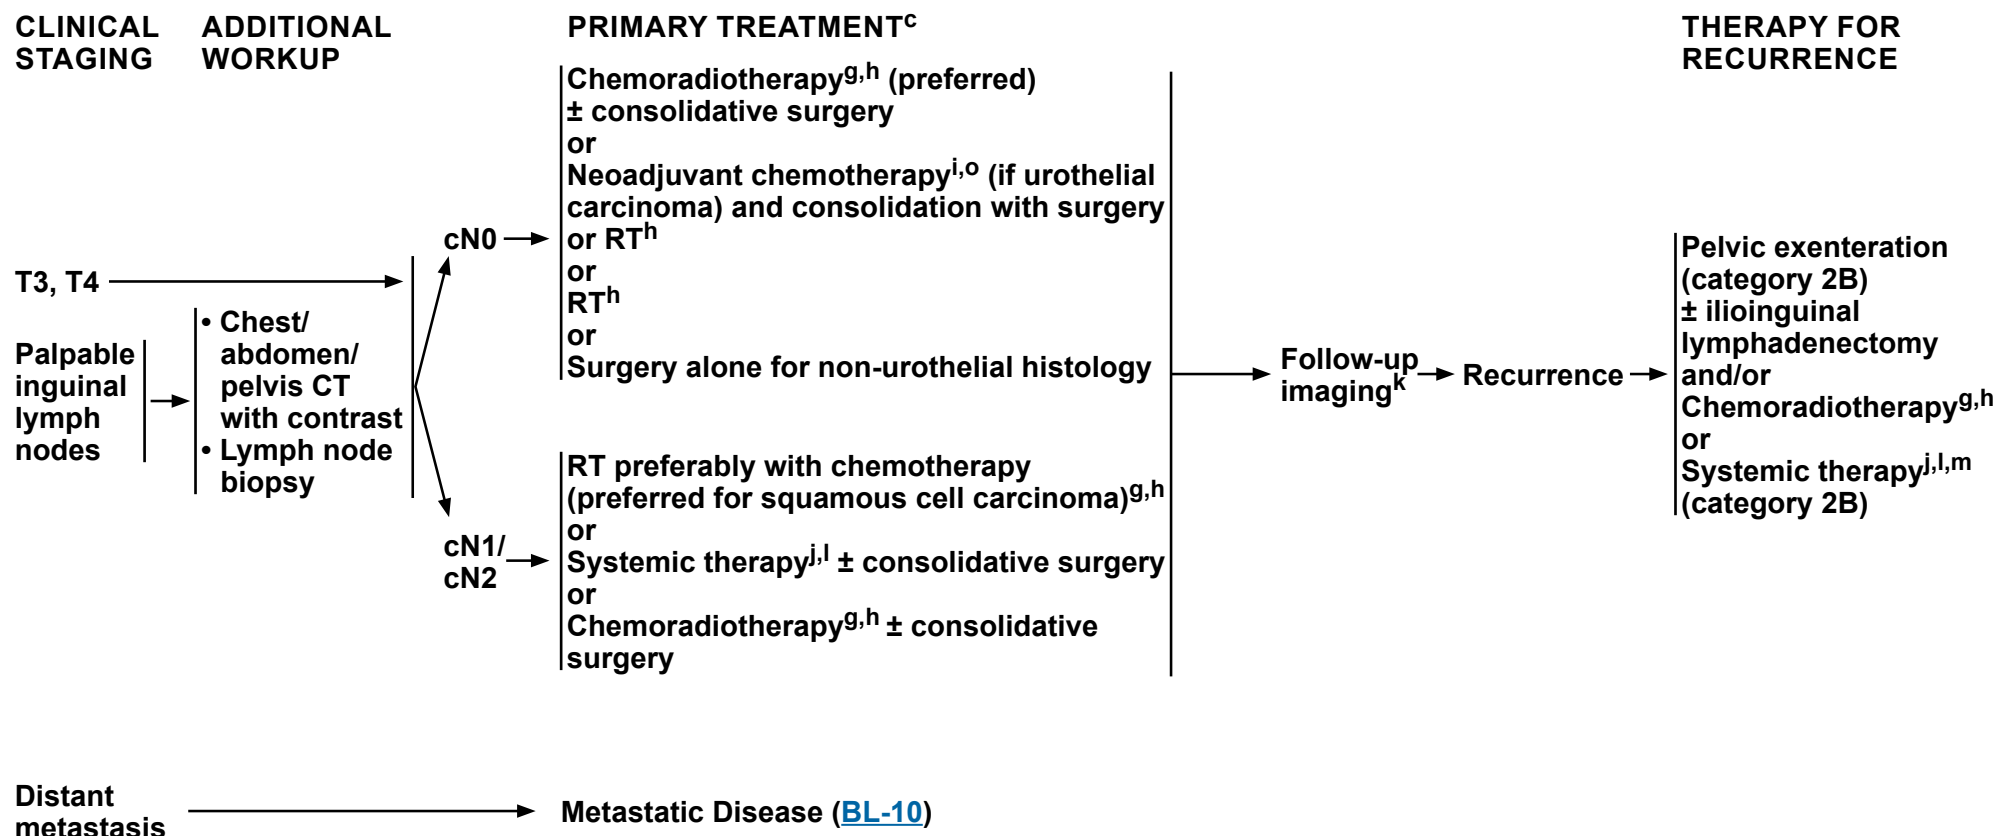 CLINICAL STAGING
ADDITIONAL WORKUP
PRIMARY TREATMENTc
THERAPY FOR RECURRENCE
T3, T4
Palpable
inguinal
lymph
nodes
• Chest/
abdomen/
pelvis CT
with contrast
• Lymph node
biopsy
cN0
Chemoradiotherapyg,h (preferred)
± consolidative surgery
or
Neoadjuvant chemotherapyi,o (if urothelial
carcinoma) and consolidation with surgery
or RTh
or
RTh
or
Surgery alone for non-urothelial histology
cN1/
cN2
RT preferably with chemotherapy
(preferred for squamous cell carcinoma)g,h
or
Systemic therapyj,l ± consolidative surgery
or
Chemoradiotherapyg,h ± consolidative
surgery
Follow-up
imagingk
Recurrence
Pelvic exenteration
(category 2B)
± ilioinguinal
lymphadenectomy
and/or
Chemoradiotherapyg,h
or
Systemic therapyj,l,m
(category 2B)
Distant
metastasis
Metastatic Disease (BL-10)